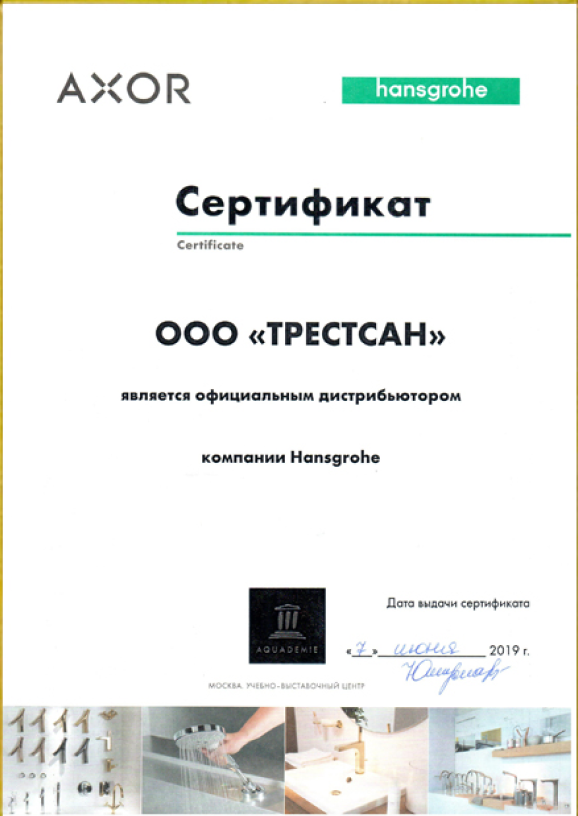 AXOR
hansgrohe
Сертификат
Certificate
ООО «ТРЕСТСАН»
является официальным дистрибьютором
компании Hansgrohe
Дата выдачи сертификата
AQUADEMIE
«7» июня 2019 г.
МОСКВА. УЧЕБНО-ВЫСТАВОЧНЫЙ ЦЕНТР